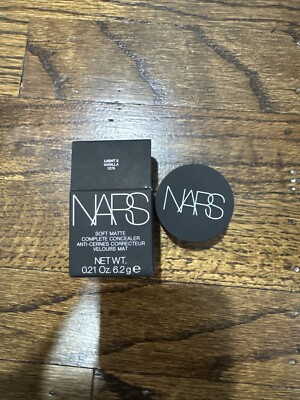 LIGHT 2
VANILLA
1276
NARS
SOFT MATTE
COMPLETE CONCEALER
ANTI-CERNES CORRECTEUR
VELOURS MAT
NET WT.
0.21 Oz. 6.2 g ℮
NARS